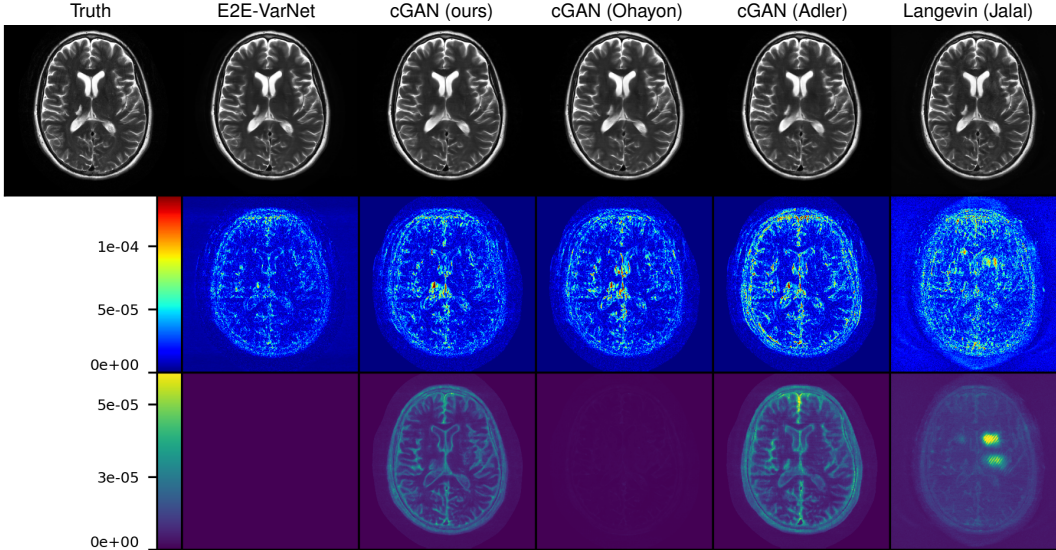 Truth E2E-VarNet cGAN (ours) cGAN (Ohayon) cGAN (Adler) Langevin (Jalal)
1e-04
5e-05
0e+00
5e-05
3e-05
0e+00